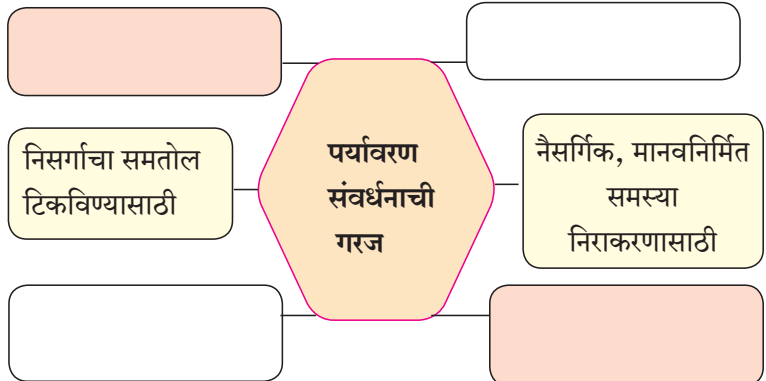 निसर्गाचा समतोल
टिकविण्यासाठी
पर्यावरण
संवर्धनाची
गरज
नैसर्गिक, मानवनिर्मित
समस्या
निराकरणासाठी